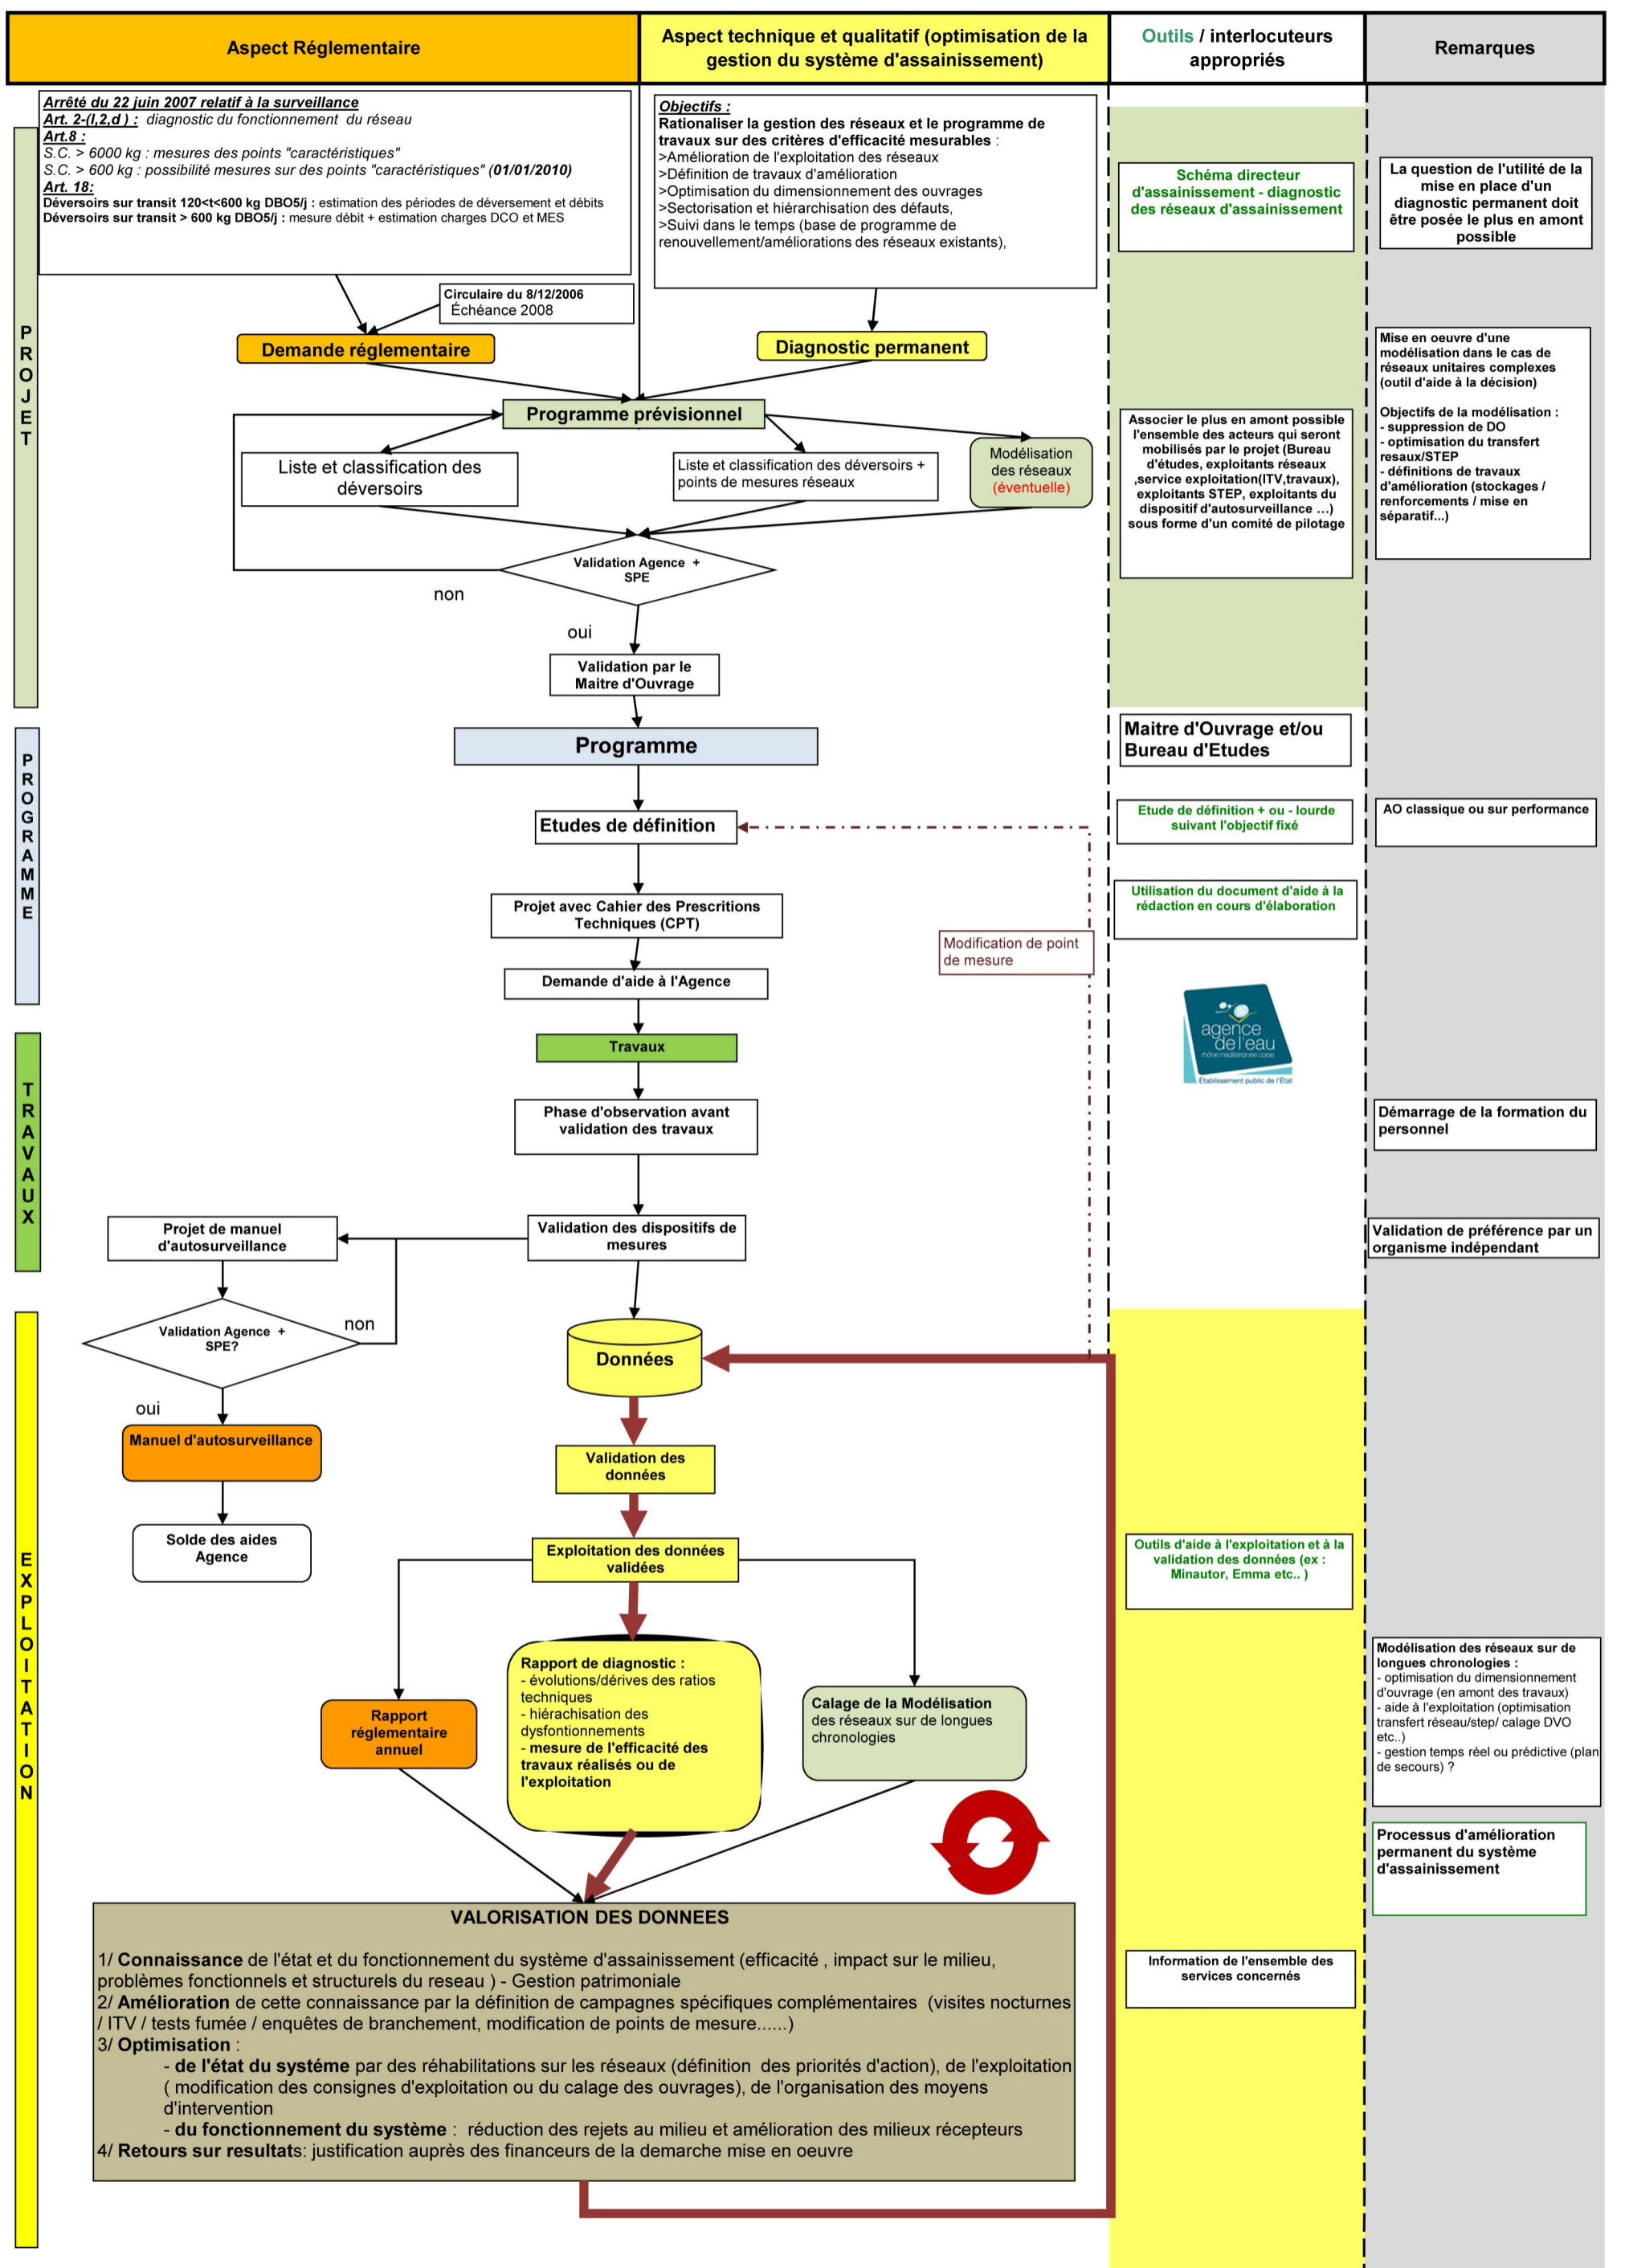 Aspect Réglementaire
Aspect technique et qualitatif (optimisation de la
gestion du système d'assainissement)
Outils / interlocuteurs
appropriés
Remarques
PROJET
Arrêté du 22 juin 2007 relatif à la surveillance
Art. 2-(I,2,d ) : diagnostic du fonctionnement du réseau
Art.8 :
S.C. > 6000 kg : mesures des points "caractéristiques"
S.C. > 600 kg : possibilité mesures sur des points "caractéristiques" (01/01/2010)
Art. 18:
Déversoirs sur transit 120<t<600 kg DBO5/j : estimation des périodes de déversement et débits
Déversoirs sur transit > 600 kg DBO5/j : mesure débit + estimation charges DCO et MES
Objectifs :
Rationaliser la gestion des réseaux et le programme de
travaux sur des critères d'efficacité mesurables :
>Amélioration de l'exploitation des réseaux
>Définition de travaux d'amélioration
>Optimisation du dimensionnement des ouvrages
>Sectorisation et hiérarchisation des défauts,
>Suivi dans le temps (base de programme de
renouvellement/améliorations des réseaux existants),
Schéma directeur
d'assainissement - diagnostic
des réseaux d'assainissement
La question de l'utilité de la
mise en place d'un
diagnostic permanent doit
être posée le plus en amont
possible
Circulaire du 8/12/2006
Échéance 2008
Demande réglementaire
Diagnostic permanent
Mise en oeuvre d'une
modélisation dans le cas de
réseaux unitaires complexes
(outil d'aide à la décision)
Objectifs de la modélisation :
- suppression de DO
- optimisation du transfert
resaux/STEP
- définitions de travaux
d'amélioration (stockages /
renforcements / mise en
séparatif...)
Programme prévisionnel
Liste et classification des
déversoirs
Liste et classification des déversoirs +
points de mesures réseaux
Modélisation
des réseaux
(éventuelle)
Associer le plus en amont possible
l'ensemble des acteurs qui seront
mobilisés par le projet (Bureau
d'études, exploitants réseaux
,service exploitation(ITV,travaux),
exploitants STEP, exploitants du
dispositif d'autosurveillance ...)
sous forme d'un comité de pilotage
Validation Agence +
SPE
non
oui
Validation par le
Maitre d'Ouvrage
PROGRAMME
Programme
Maitre d'Ouvrage et/ou
Bureau d'Etudes
Etudes de définition
Etude de définition + ou - lourde
suivant l'objectif fixé
AO classique ou sur performance
Projet avec Cahier des Prescritions
Techniques (CPT)
Utilisation du document d'aide à la
rédaction en cours d'élaboration
Modification de point
de mesure
Demande d'aide à l'Agence
agence
de l'eau
rhône méditerranée corse
Établissement public de l'État
TRAVAUX
Travaux
Phase d'observation avant
validation des travaux
Démarrage de la formation du
personnel
Projet de manuel
d'autosurveillance
Validation des dispositifs de
mesures
Validation de préférence par un
organisme indépendant
EXPLOITATION
Validation Agence +
SPE?
non
oui
Données
Manuel d'autosurveillance
Validation des
données
Solde des aides
Agence
Exploitation des données
validées
Outils d'aide à l'exploitation et à la
validation des données (ex :
Minautor, Emma etc.. )
Rapport
réglementaire
annuel
Rapport de diagnostic :
- évolutions/dérives des ratios
techniques
- hiérachisation des
dysfontionnements
- mesure de l'efficacité des
travaux réalisés ou de
l'exploitation
Calage de la Modélisation
des réseaux sur de longues
chronologies
Modélisation des réseaux sur de
longues chronologies :
- optimisation du dimensionnement
d'ouvrage (en amont des travaux)
- aide à l'exploitation (optimisation
transfert réseau/step/ calage DVO
etc..)
- gestion temps réel ou prédictive (plan
de secours) ?
Processus d'amélioration
permanent du système
d'assainissement
VALORISATION DES DONNEES
1/ Connaissance de l'état et du fonctionnement du système d'assainissement (efficacité , impact sur le milieu,
problèmes fonctionnels et structurels du reseau ) - Gestion patrimoniale
2/ Amélioration de cette connaissance par la définition de campagnes spécifiques complémentaires (visites nocturnes
/ ITV / tests fumée / enquêtes de branchement, modification de points de mesure......)
3/ Optimisation :
- de l'état du systéme par des réhabilitations sur les réseaux (définition des priorités d'action), de l'exploitation
( modification des consignes d'exploitation ou du calage des ouvrages), de l'organisation des moyens
d'intervention
- du fonctionnement du système : réduction des rejets au milieu et amélioration des milieux récepteurs
4/ Retours sur resultats: justification auprès des financeurs de la demarche mise en oeuvre
Information de l'ensemble des
services concernés